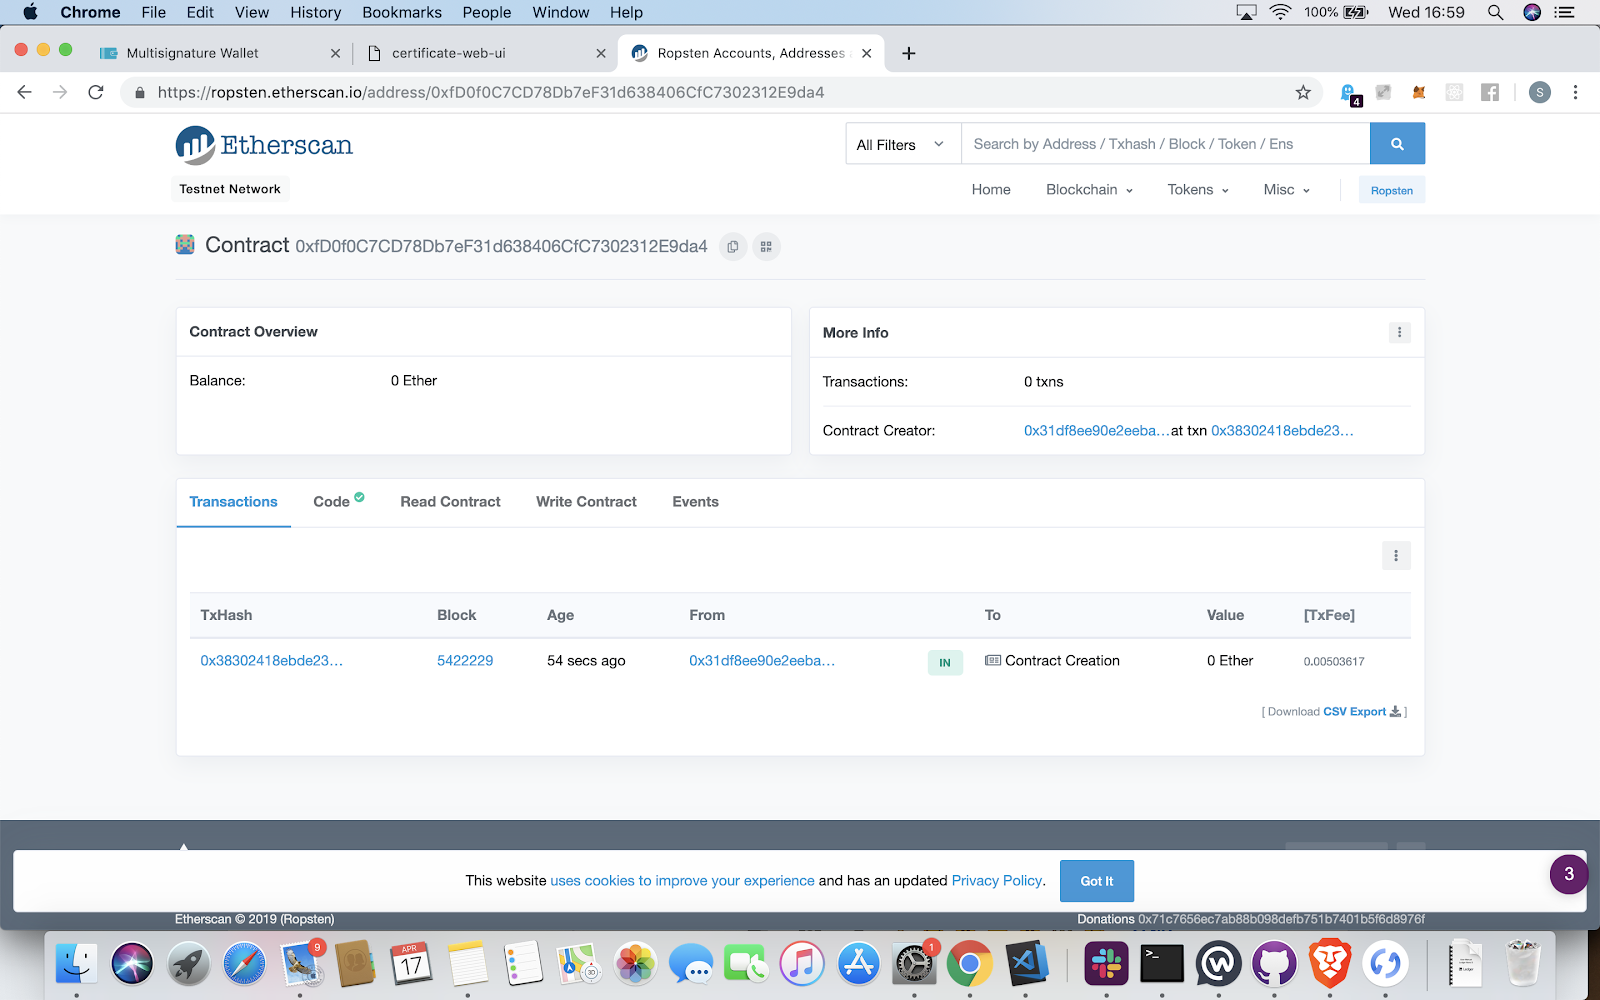 Chrome File Edit View History Bookmarks People Window Help 100% Wed 16:59
Multisignature Wallet certificate-web-ui Ropsten Accounts, Addresses
https://ropsten.etherscan.io/address/0xfD0f0C7CD78Db7eF31d638406CfC7302312E9da4 4 S
Etherscan
All Filters Search by Address / Txhash / Block / Token / Ens
Testnet Network
Home Blockchain Tokens Misc Ropsten
Contract 0xfD0f0C7CD78Db7eF31d638406CfC7302312E9da4
Contract Overview
Balance: 0 Ether
More Info
Transactions: 0 txns
Contract Creator: 0x31df8ee90e2eeba... at txn 0x38302418ebde23...
Transactions Code Read Contract Write Contract Events
TxHash Block Age From To Value [TxFee]
0x38302418ebde23... 5422229 54 secs ago 0x31df8ee90e2eeba... IN Contract Creation 0 Ether 0.00503617
[ Download CSV Export ]
This website uses cookies to improve your experience and has an updated Privacy Policy. Got It
3
Etherscan © 2019 (Ropsten) Donations 0x71c7656ec7ab88b098defb751b7401b5f6d8976f
9 APR 17 30 1 >_